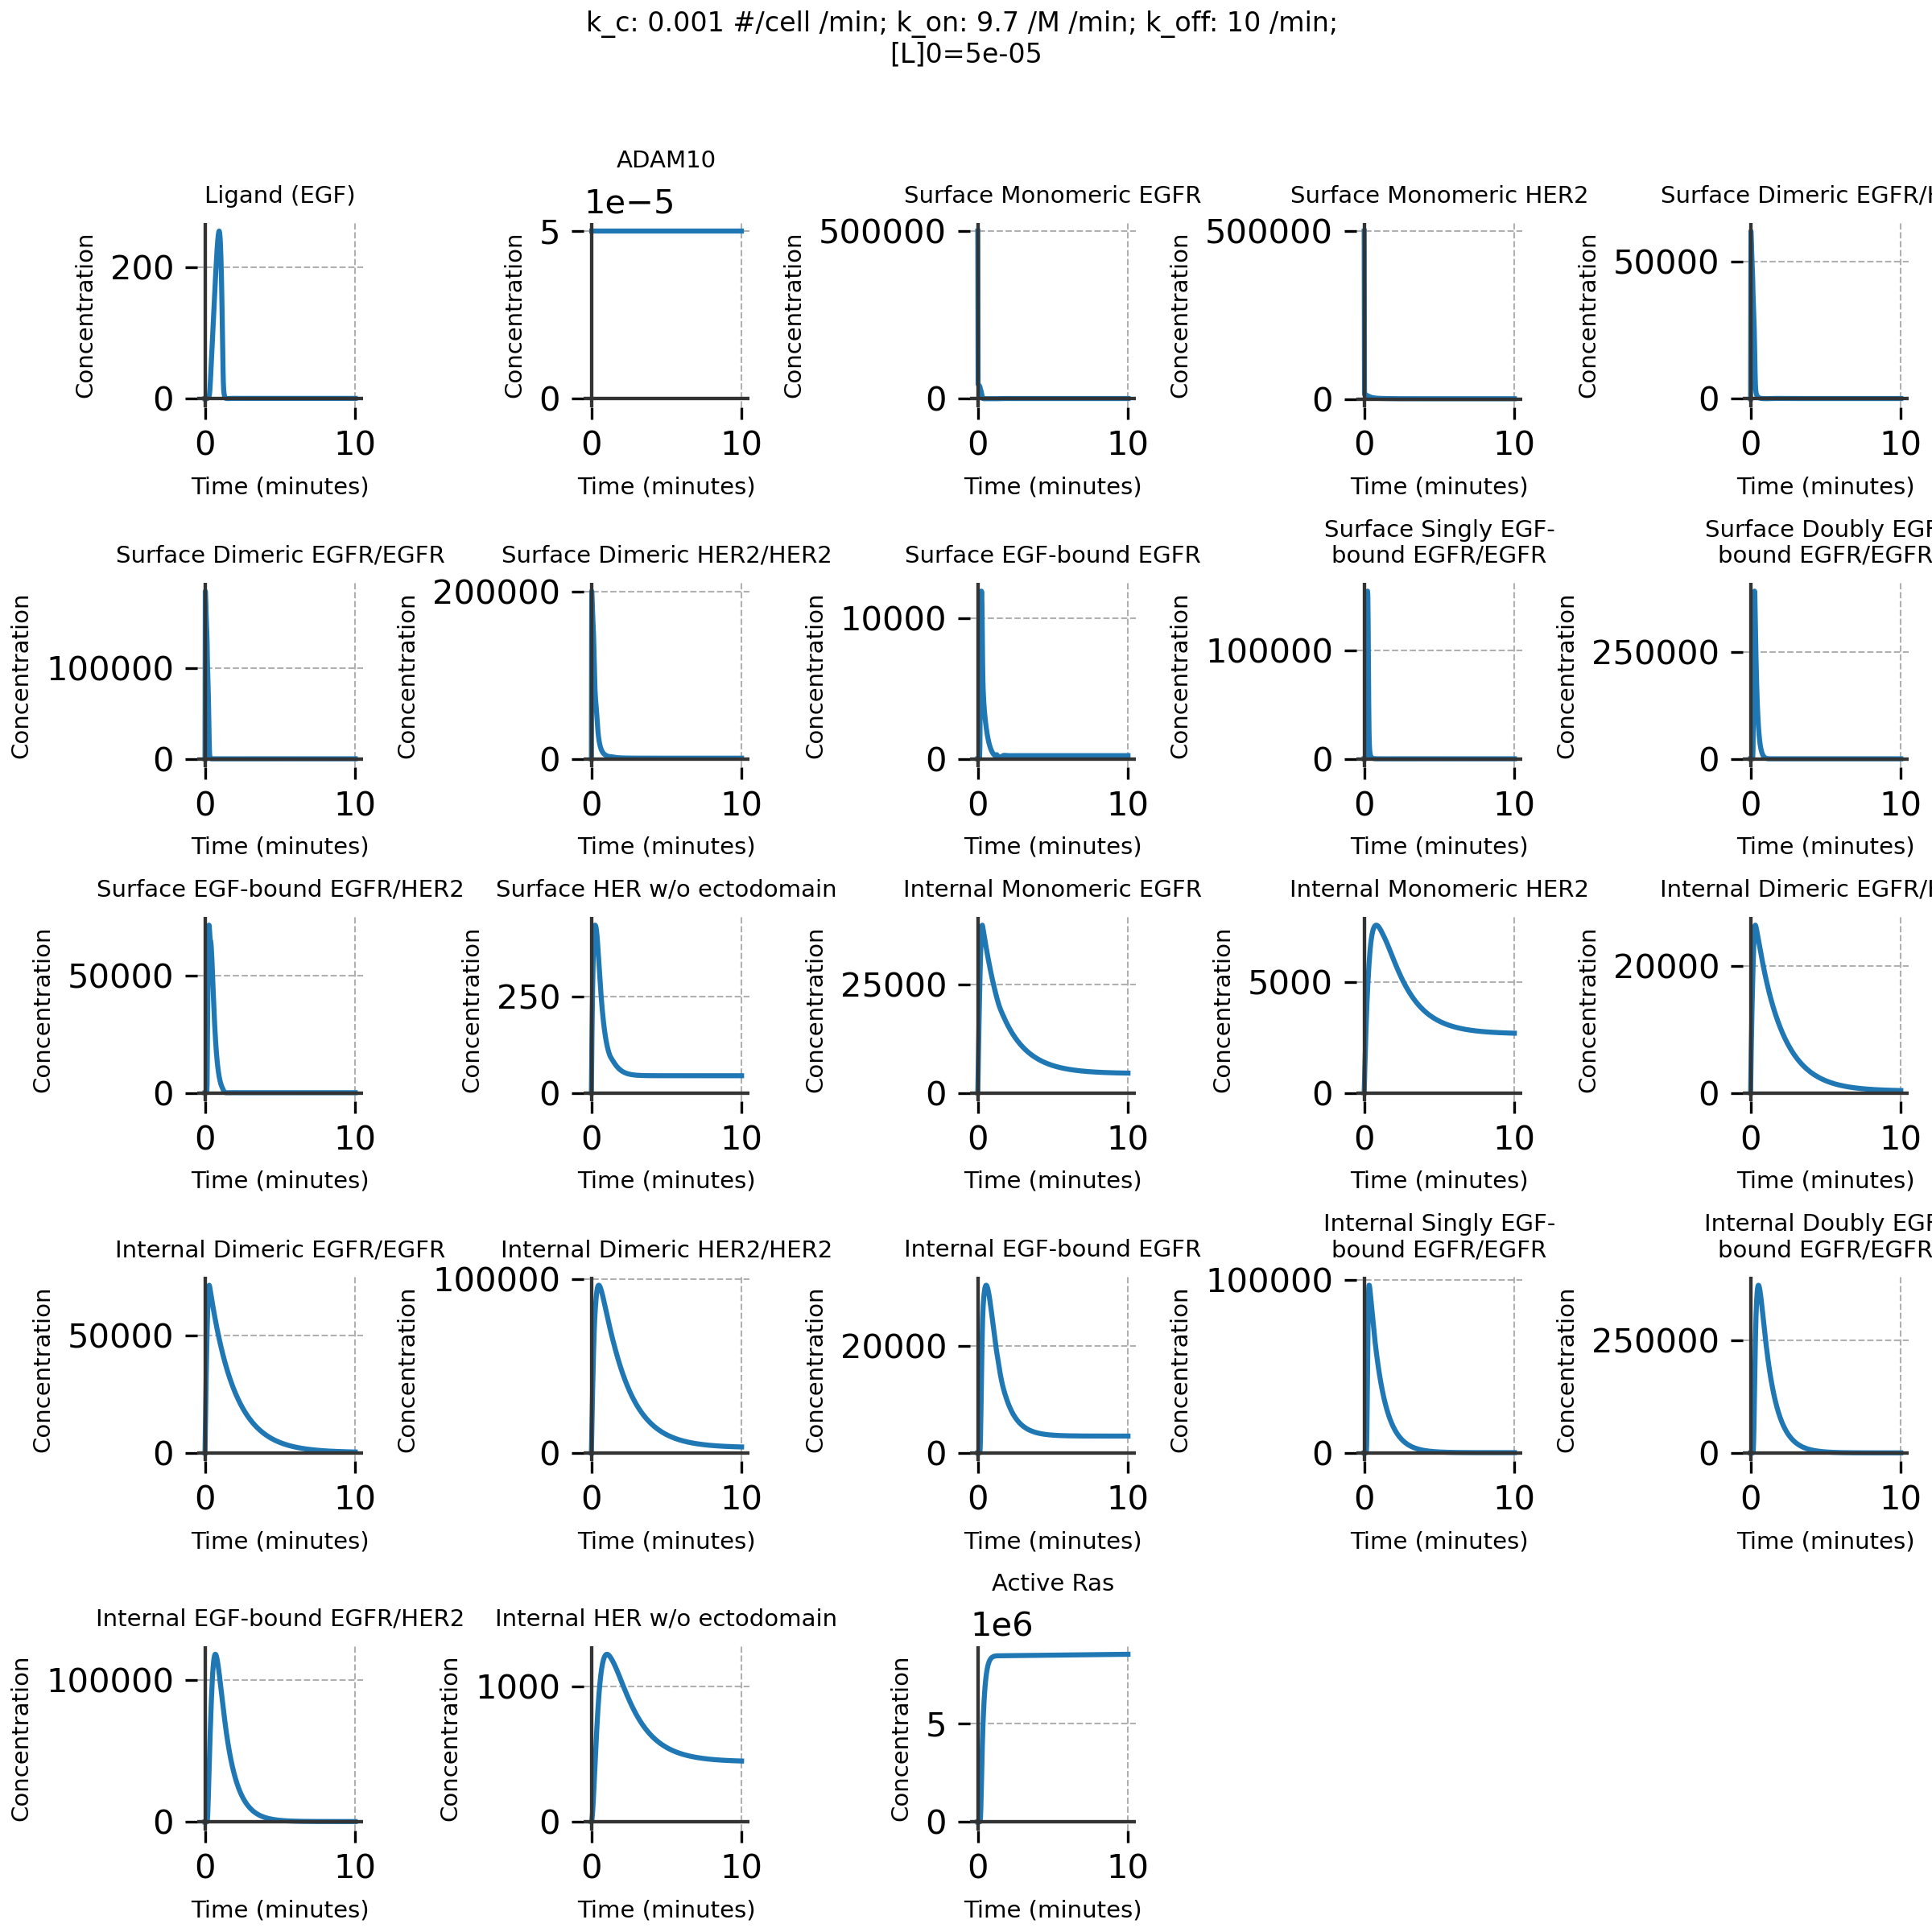 k_c: 0.001 #/cell /min; k_on: 9.7 /M /min; k_off: 10 /min;
[L]0=5e-05
Ligand (EGF)
Concentration
200
0
0 10
Time (minutes)
ADAM10
1e−5
Concentration
5
0
0 10
Time (minutes)
Surface Monomeric EGFR
Concentration
500000
0
0 10
Time (minutes)
Surface Monomeric HER2
Concentration
500000
0
0 10
Time (minutes)
Surface Dimeric EGFR/
Concentration
50000
0
0 10
Time (minutes)
Surface Dimeric EGFR/EGFR
Concentration
100000
0
0 10
Time (minutes)
Surface Dimeric HER2/HER2
Concentration
200000
0
0 10
Time (minutes)
Surface EGF-bound EGFR
Concentration
10000
0
0 10
Time (minutes)
Surface Singly EGF-
bound EGFR/EGFR
Concentration
100000
0
0 10
Time (minutes)
Surface Doubly EGF
bound EGFR/EGFR
Concentration
250000
0
0 10
Time (minutes)
Surface EGF-bound EGFR/HER2
Concentration
50000
0
0 10
Time (minutes)
Surface HER w/o ectodomain
Concentration
250
0
0 10
Time (minutes)
Internal Monomeric EGFR
Concentration
25000
0
0 10
Time (minutes)
Internal Monomeric HER2
Concentration
5000
0
0 10
Time (minutes)
Internal Dimeric EGFR/
Concentration
20000
0
0 10
Time (minutes)
Internal Dimeric EGFR/EGFR
Concentration
50000
0
0 10
Time (minutes)
Internal Dimeric HER2/HER2
Concentration
100000
0
0 10
Time (minutes)
Internal EGF-bound EGFR
Concentration
20000
0
0 10
Time (minutes)
Internal Singly EGF-
bound EGFR/EGFR
Concentration
100000
0
0 10
Time (minutes)
Internal Doubly EGF
bound EGFR/EGFR
Concentration
250000
0
0 10
Time (minutes)
Internal EGF-bound EGFR/HER2
Concentration
100000
0
0 10
Time (minutes)
Internal HER w/o ectodomain
Concentration
1000
0
0 10
Time (minutes)
Active Ras
1e6
Concentration
5
0
0 10
Time (minutes)